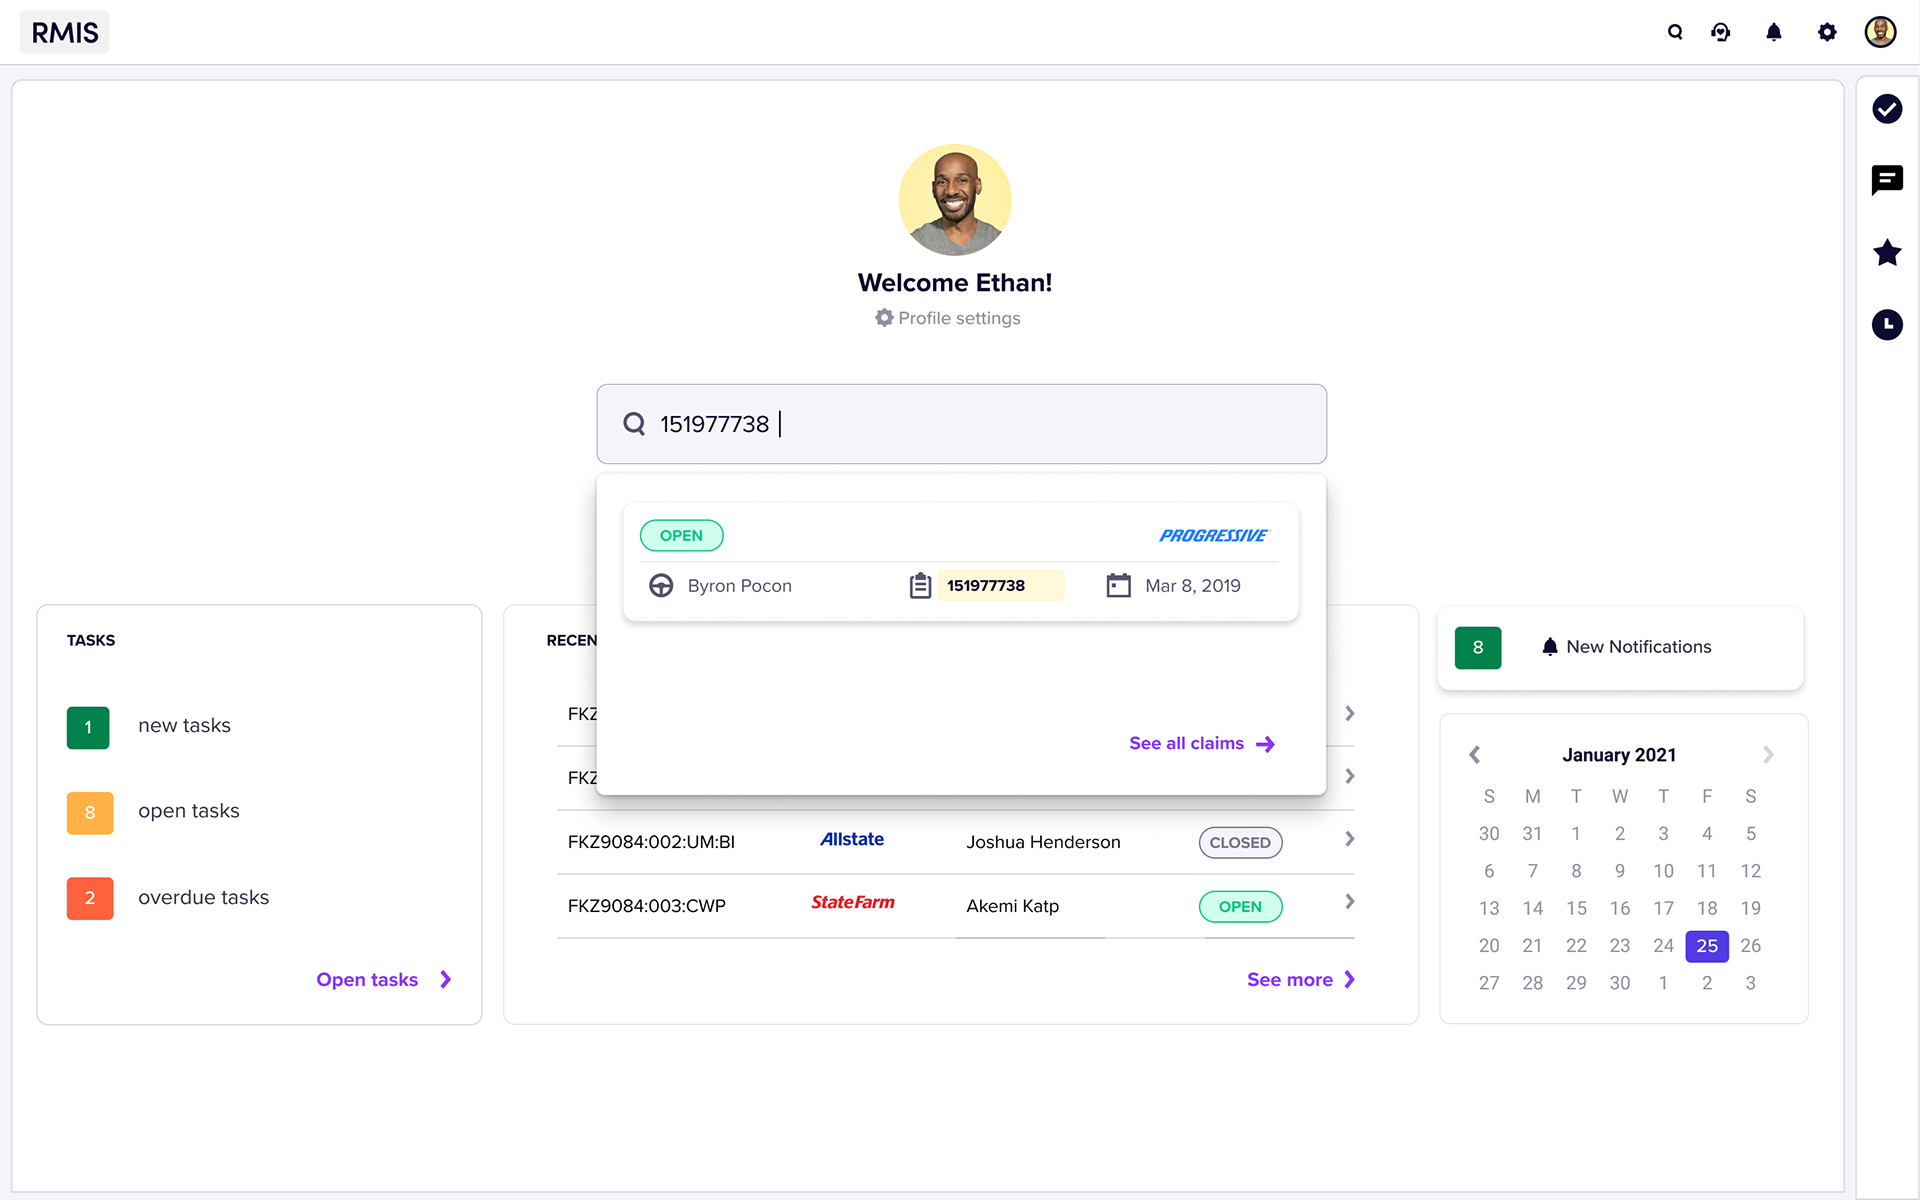 RMIS
Welcome Ethan!
Profile settings
151977738
OPEN
PROGRESSIVE
Byron Pocon
151977738
Mar 8, 2019
See all claims
TASKS
1 new tasks
8 open tasks
2 overdue tasks
Open tasks
RECEN
FKZ
FKZ
FKZ9084:002:UM:BI Allstate Joshua Henderson CLOSED
FKZ9084:003:CWP StateFarm Akemi Katp OPEN
See more
8 New Notifications
January 2021
S M T W T F S
30 31 1 2 3 4 5
6 7 8 9 10 11 12
13 14 15 16 17 18 19
20 21 22 23 24 25 26
27 28 29 30 1 2 3